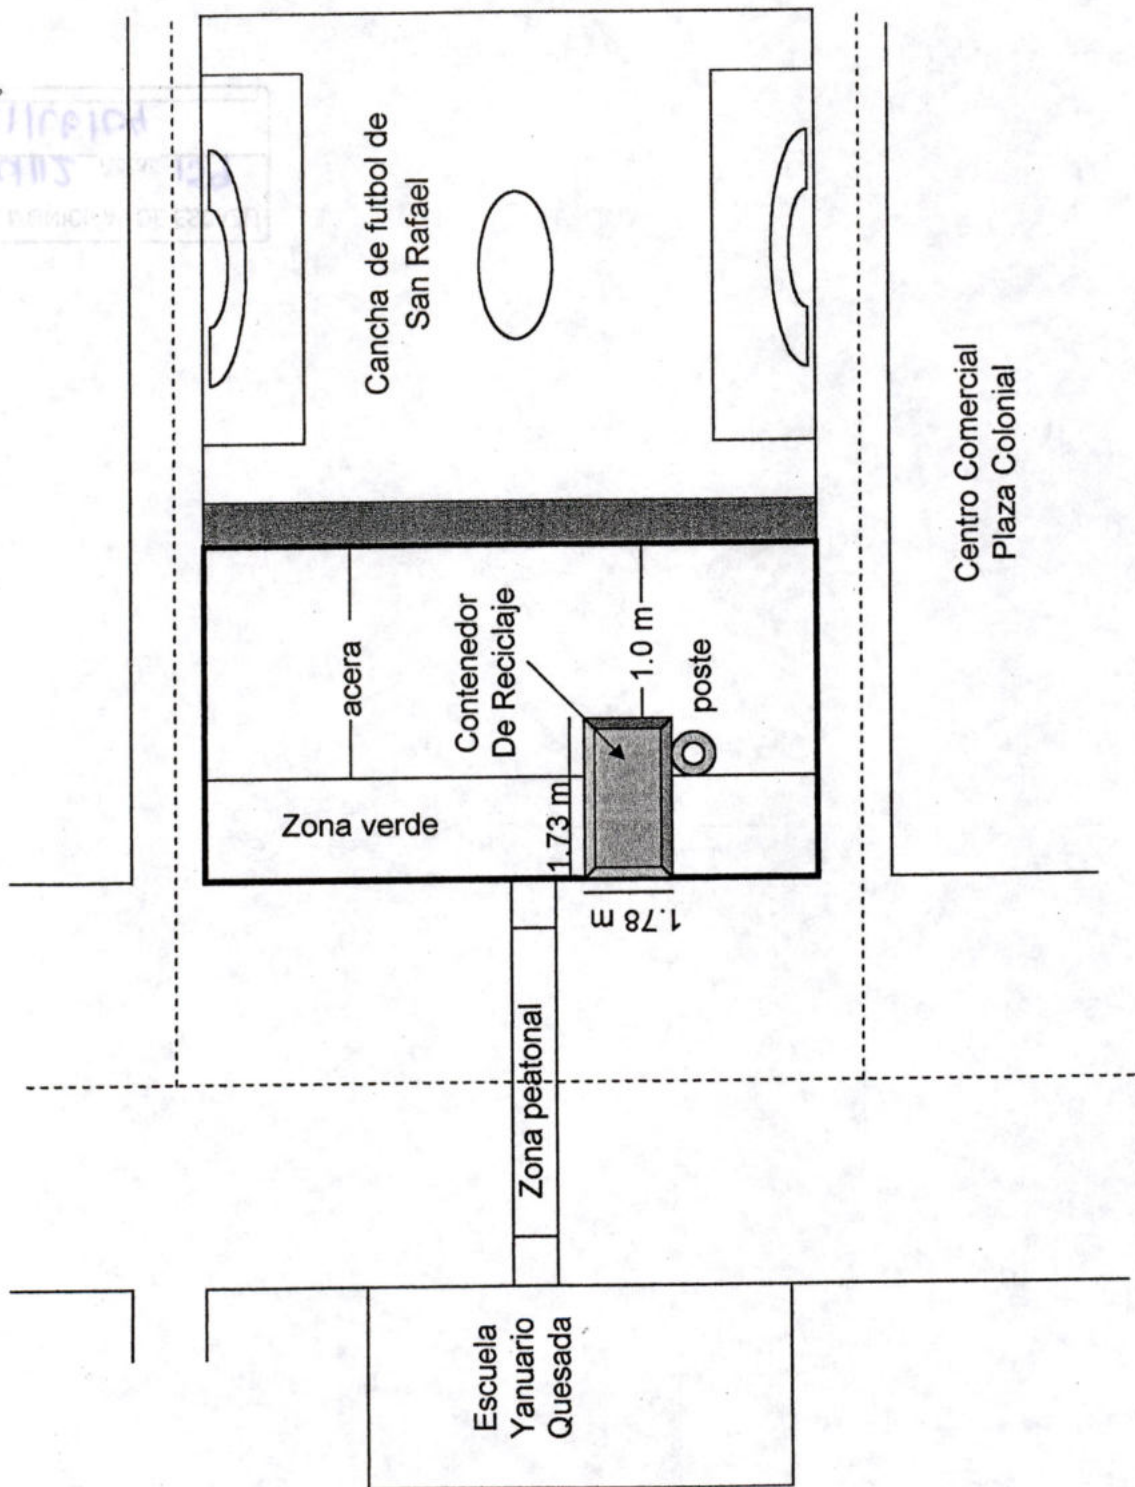 Cancha de futbol de
San Rafael
Centro Comercial
Plaza Colonial
acera
Contenedor
De Reciclaje
1.0 m
poste
Zona verde
1.73 m
1.78 m
Zona peatonal
Escuela
Yanuario
Quesada